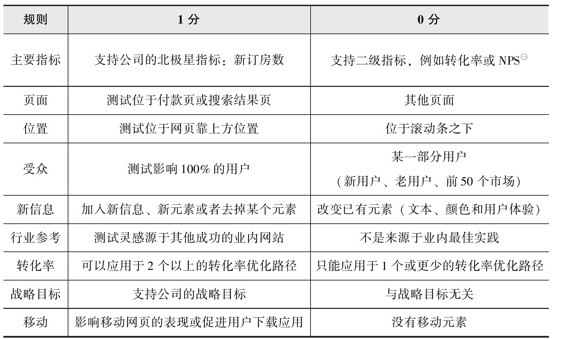 规则 1 分 0 分
主要指标 支持公司的北极星指标：新订房数 支持二级指标，例如转化率或 NPS㊀
页面 测试位于付款页或搜索结果页 其他页面
位置 测试位于网页靠上方位置 位于滚动条之下
受众 测试影响 100% 的用户 某一部分用户
（新用户、老用户、前 50 个市场）
新信息 加入新信息、新元素或者去掉某个元素 改变已有元素（文本、颜色和用户体验）
行业参考 测试灵感源于其他成功的业内网站 不是来源于业内最佳实践
转化率 可以应用于 2 个以上的转化率优化路径 只能应用于 1 个或更少的转化率优化路径
战略目标 支持公司的战略目标 与战略目标无关
移动 影响移动网页的表现或促进用户下载应用 没有移动元素